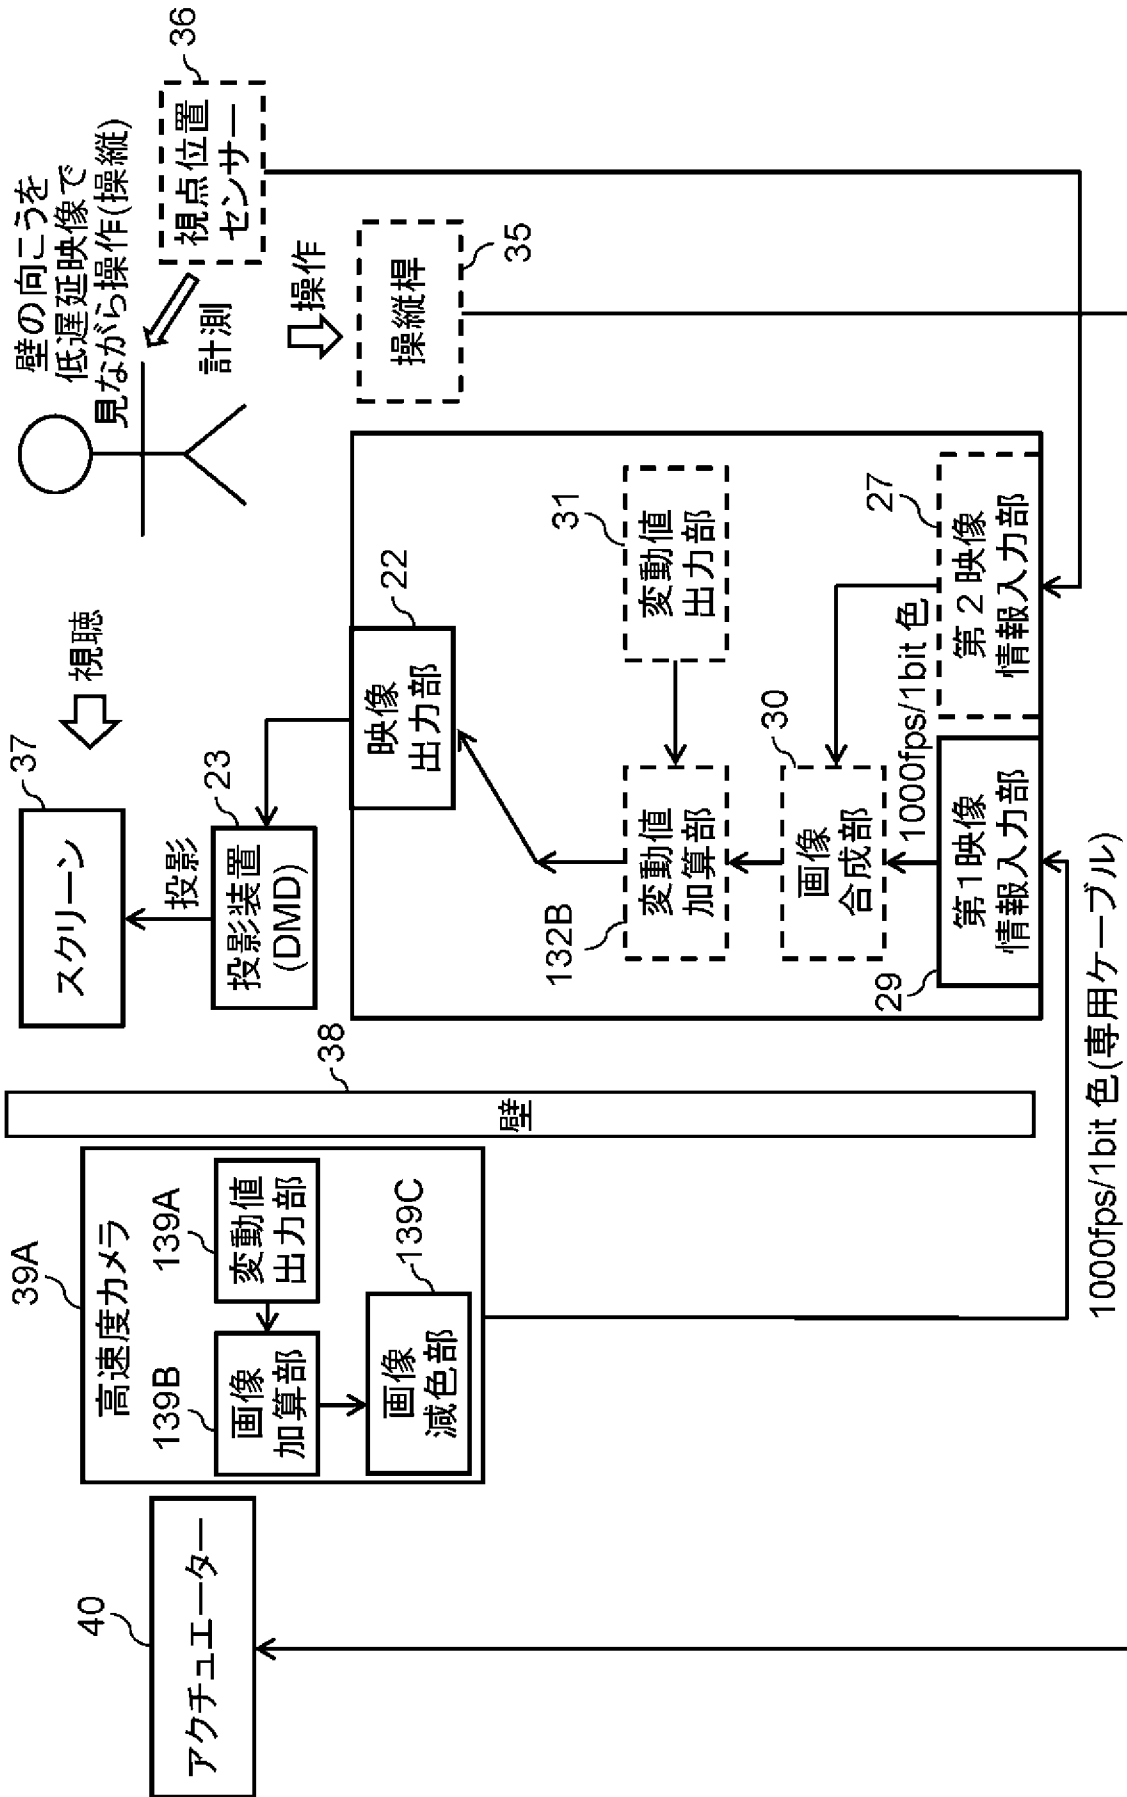 壁の向こうを
低遅延映像で
見ながら操作(操縦)
36
視点位置
センサー
計測
操作
操縦桿
35
視聴
37
スクリーン
投影
23
投影装置
(DMD)
22
映像
出力部
31
変動値
出力部
132B
変動値
加算部
30
画像
合成部
1000fps/1bit 色
27
第2映像
情報入力部
29
第1映像
情報入力部
38
壁
39A
高速度カメラ
139A
変動値
出力部
139B
画像
加算部
139C
画像
減色部
40
アクチュエーター
1000fps/1bit 色(専用ケーブル)